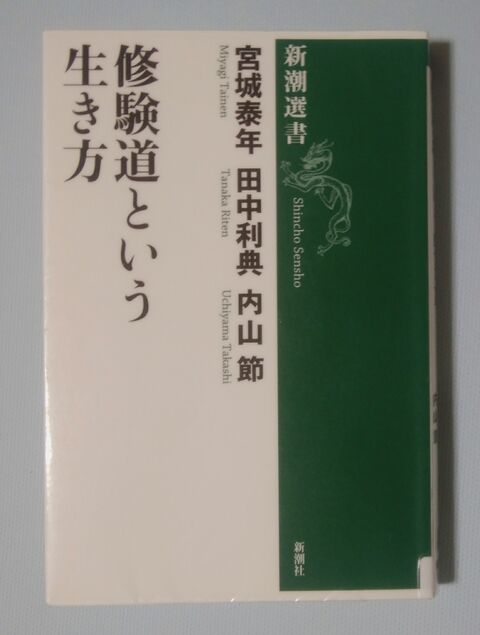 新潮選書
Shincho Sensho
宮城泰年 田中利典 内山 節
Miyagi Tainen Tanaka Riten Uchiyama Takashi
修験道という
生き方
新潮社